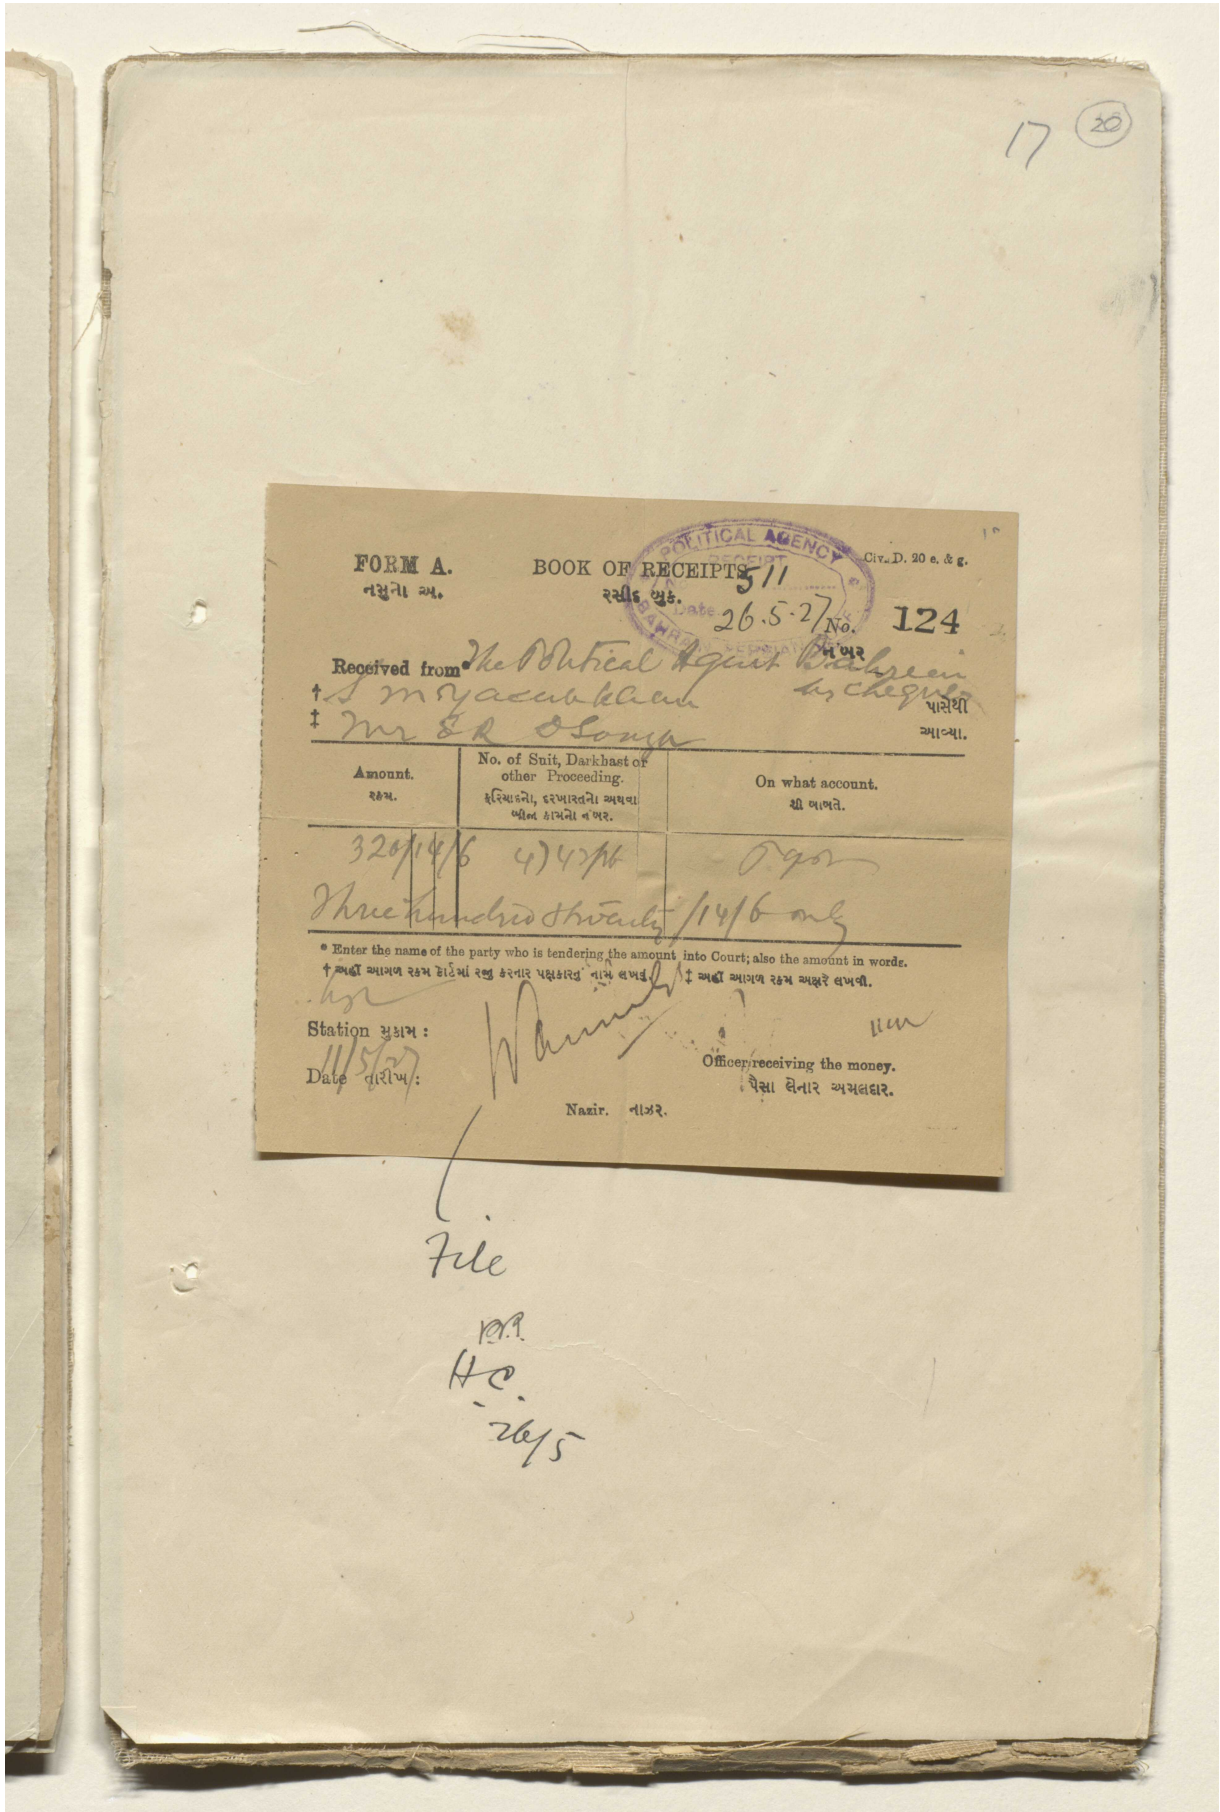 17 20
FORM A. BOOK OF RECEIPTS Civ. D. 20 e. & g.
નમુનો અ. રસીદ બુક.
POLITICAL AGENCY
RECEIPT
511
Date 26.5.27
BAHRAIN
No. 124
નંબર
Received from * The Political Agent Bahrein
by cheque
† પાસેથી
‡ Mr E R DSouza આવ્યા.
Amount. No. of Suit, Darkhast or other Proceeding. On what account.
રકમ. ફરિયાદનો, દરખાસ્તનો અથવા બીજા કામનો નંબર. શી બાબતે.
320/14/6
Three hundred & twenty /14/6 only
* Enter the name of the party who is tendering the amount into Court; also the amount in words.
† અહીં આગળ રકમ કોર્ટમાં રજુ કરનાર પક્ષકારનું નામ લખવું. ‡ અહીં આગળ રકમ અક્ષરે લખવી.
Station મુકામ :
11/5/27
Date તારીખ :
Officer receiving the money.
પૈસા લેનાર અમલદાર.
Nazir. નાઝર.
File
H C.
26/5